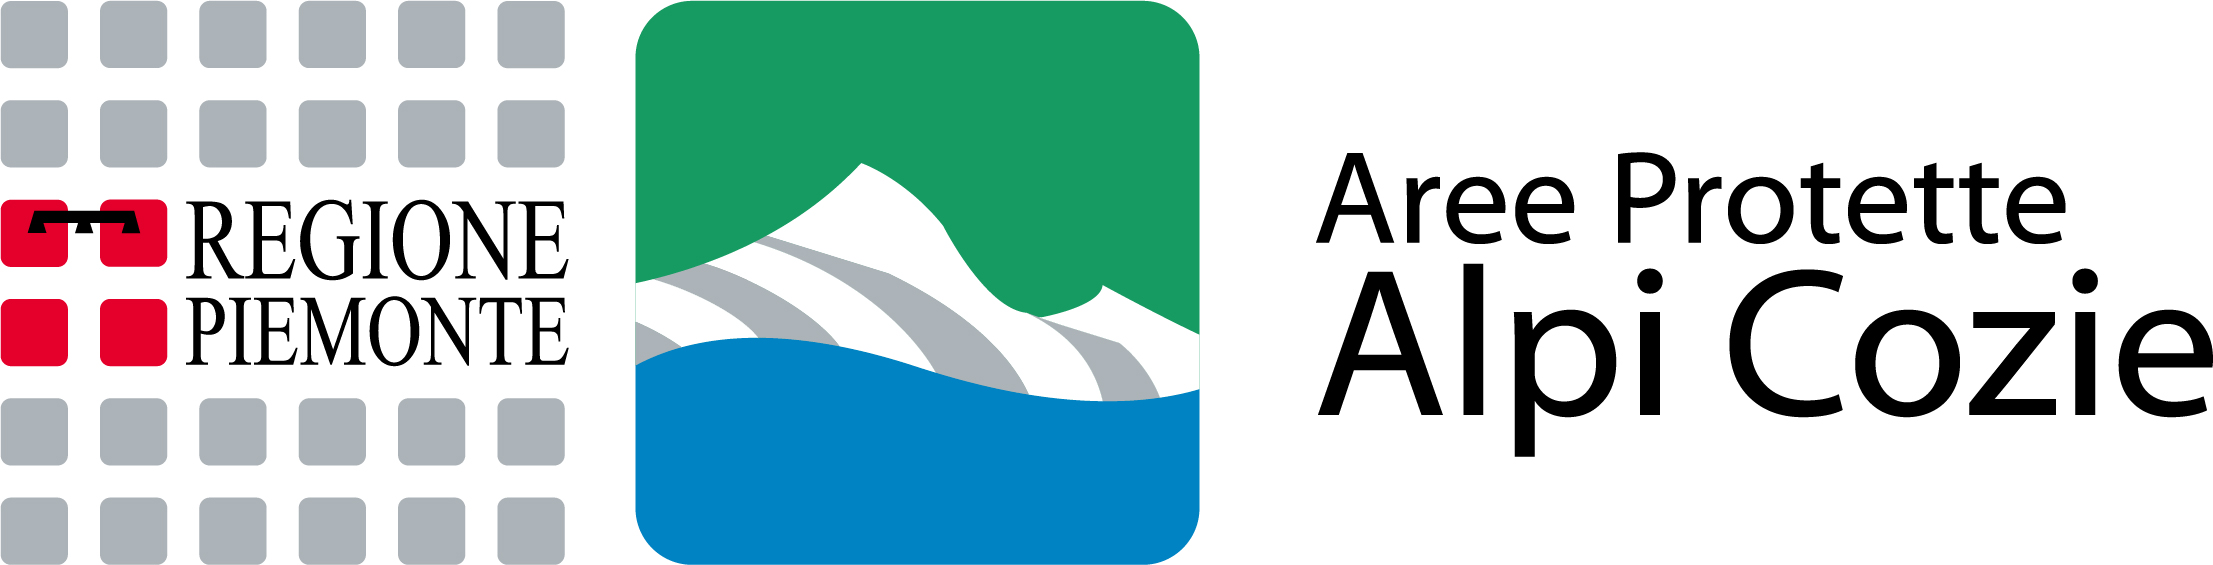 REGIONE
PIEMONTE
Aree Protette
Alpi Cozie